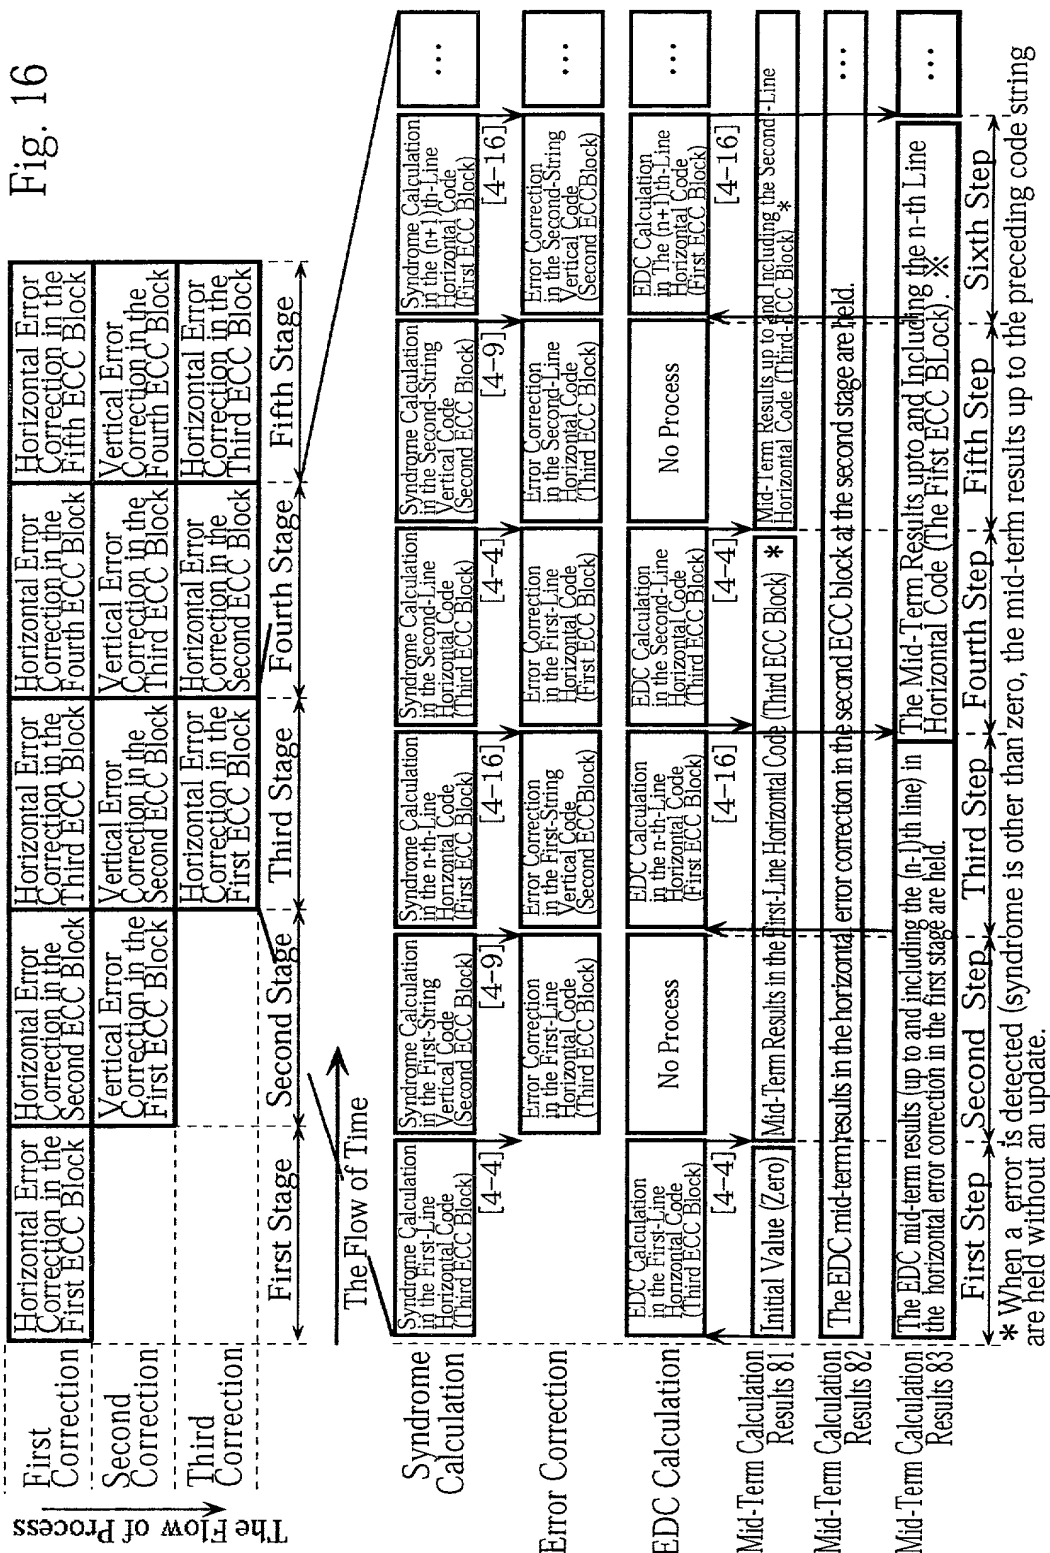 Fig. 16
The Flow of Process
First
Correction
Horizontal Error
Correction in the
First ECC Block
Horizontal Error
Correction in the
Second ECC Block
Horizontal Error
Correction in the
Third ECC Block
Horizontal Error
Correction in the
Fourth ECC Block
Horizontal Error
Correction in the
Fifth ECC Block
Second
Correction
Vertical Error
Correction in the
First ECC Block
Vertical Error
Correction in the
Second ECC Block
Vertical Error
Correction in the
Third ECC Block
Vertical Error
Correction in the
Fourth ECC Block
Third
Correction
Horizontal Error
Correction in the
First ECC Block
Horizontal Error
Correction in the
Second ECC Block
Horizontal Error
Correction in the
Third ECC Block
First Stage
Second Stage
Third Stage
Fourth Stage
Fifth Stage
The Flow of Time
Syndrome
Calculation
Syndrome Calculation
in the First-Line
Horizontal Code
(Third ECC Block)
[4-4]
Syndrome Calculation
in the First-String
Vertical Code
(Second ECC Block)
[4-9]
Syndrome Calculation
in the n-th-Line
Horizontal Code
(First ECC Block)
[4-16]
Syndrome Calculation
in the Second-Line
Horizontal Code
(Third ECC Block)
[4-4]
Syndrome Calculation
in the Second-String
Vertical Code
(Second ECC Block)
[4-9]
Syndrome Calculation
in the (n+1)th-Line
Horizontal Code
(First ECC Block)
[4-16]
...
Error Correction
Error Correction
in the First-Line
Horizontal Code
(Third ECC Block)
Error Correction
in the First-String
Vertical Code
(Second ECCBlock)
Error Correction
in the First-Line
Horizontal Code
(First ECC Block)
Error Correction
in the Second-Line
Horizontal Code
(Third ECC Block)
Error Correction
in the Second-String
Vertical Code
(Second ECCBlock)
...
EDC Calculation
EDC Calculation
in the First-Line
Horizontal Code
(Third ECC Block)
[4-4]
No Process
EDC Calculation
in the n-th-Line
Horizontal Code
(First ECC Block)
[4-16]
EDC Calculation
in the Second-Line
Horizontal Code
(Third ECC Block)
[4-4]
No Process
EDC Calculation
in The (n+1)th-Line
Horizontal Code
(First ECC Block)
[4-16]
...
Mid-Term Calculation
Results 81
Initial Value (Zero)
Mid-Term Results in the First-Line Horizontal Code (Third ECC Block) *
Mid-Term Results up to and Including the Second-Line
Horizontal Code (Third-ECC Block) *
...
Mid-Term Calculation
Results 82
The EDC mid-term results in the horizontal error correction in the second ECC block at the second stage are held.
...
Mid-Term Calculation
Results 83
The EDC mid-term results (up to and including the (n-1)th line) in
the horizontal error correction in the first stage are held.
The Mid-Term Results upto and Including the n-th Line
Horizontal Code (The First ECC BLock). ※
...
First Step
Second Step
Third Step
Fourth Step
Fifth Step
Sixth Step
* When a error is detected (syndrome is other than zero, the mid-term results up to the preceding code string
are held without an update.